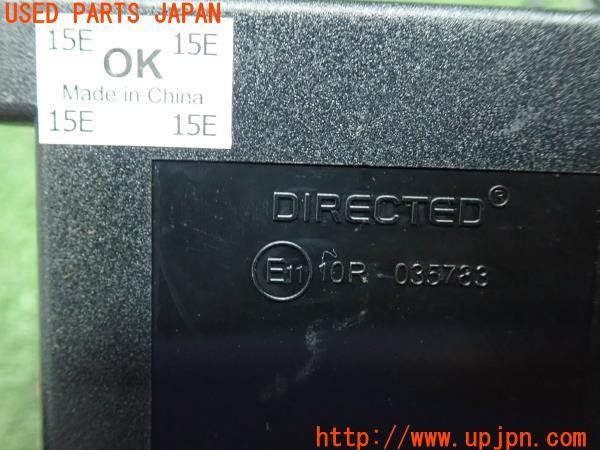 USED PARTS JAPAN
15E 15E
OK
Made in China
15E 15E
DIRECTED®
E11 10R-035783
http://www.upjpn.com